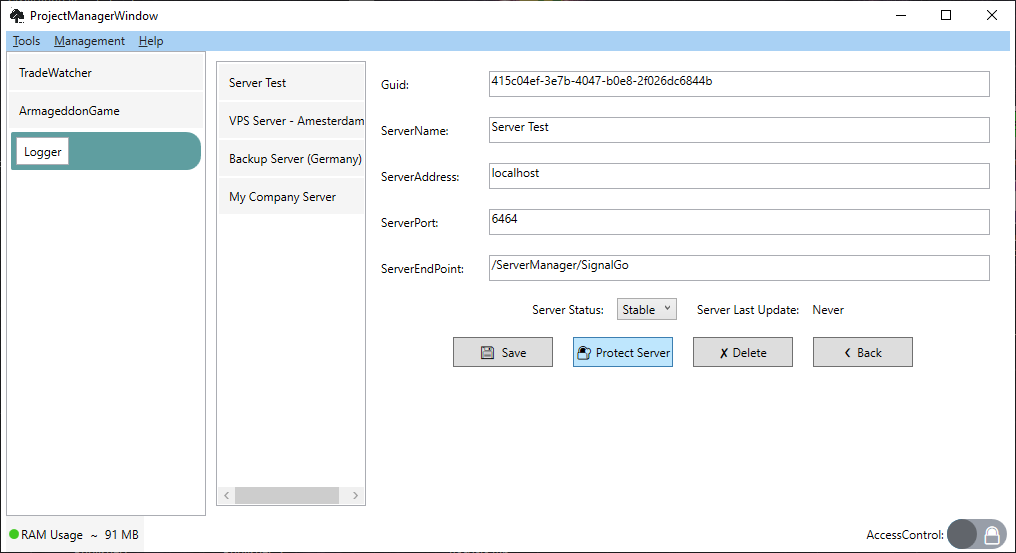 ProjectManagerWindow
Tools Management Help
TradeWatcher
ArmageddonGame
Logger
Server Test
VPS Server - Amesterdam
Backup Server (Germany)
My Company Server
Guid: 415c04ef-3e7b-4047-b0e8-2f026dc6844b
ServerName: Server Test
ServerAddress: localhost
ServerPort: 6464
ServerEndPoint: /ServerManager/SignalGo
Server Status: Stable Server Last Update: Never
Save Protect Server ✗ Delete Back
RAM Usage ~ 91 MB
AccessControl: